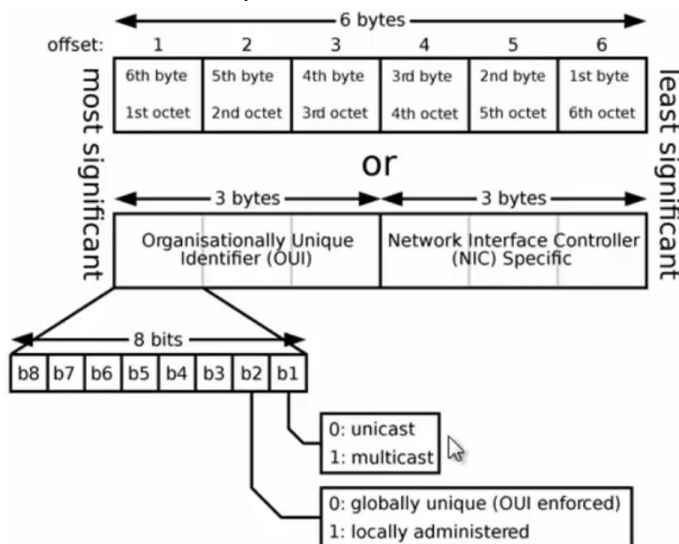 6 bytes
offset: 1 2 3 4 5 6
most significant
6th byte 5th byte 4th byte 3rd byte 2nd byte 1st byte
1st octet 2nd octet 3rd octet 4th octet 5th octet 6th octet
least significant
or
3 bytes 3 bytes
Organisationally Unique
Identifier (OUI)
Network Interface Controller
(NIC) Specific
8 bits
b8 b7 b6 b5 b4 b3 b2 b1
0: unicast
1: multicast
0: globally unique (OUI enforced)
1: locally administered